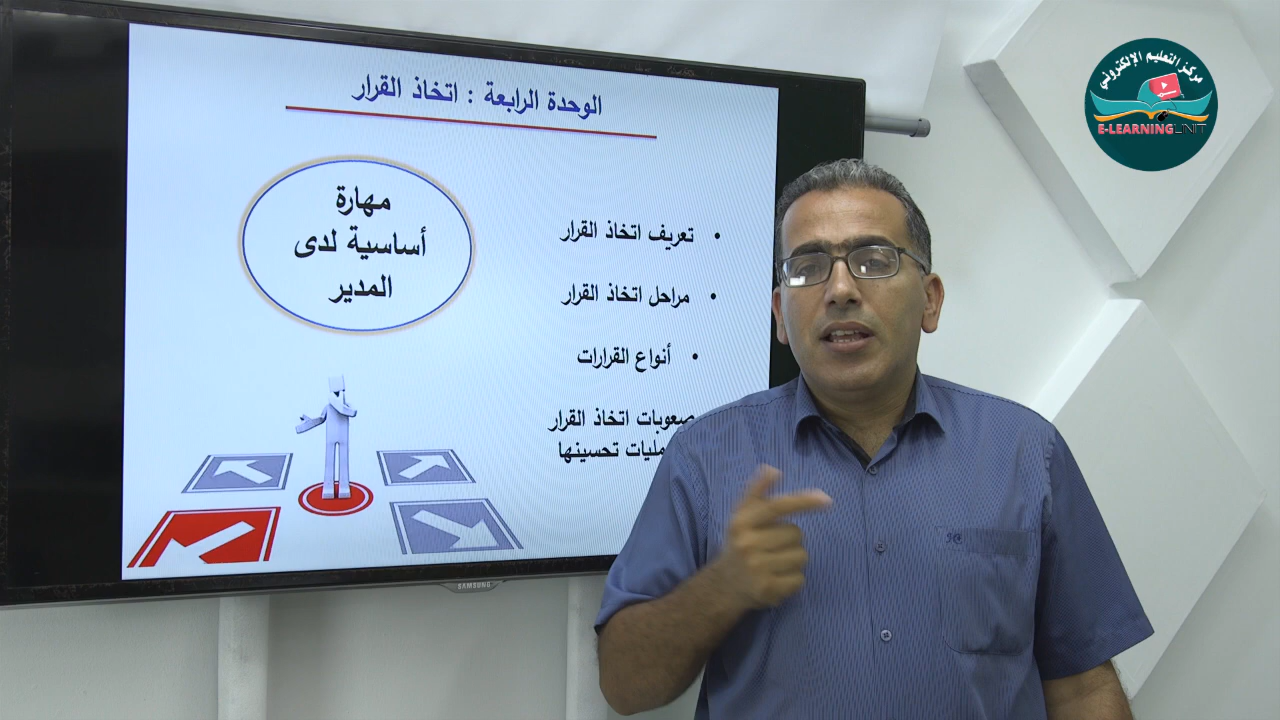 مركز التعليم الإلكتروني
E-LEARNING UNIT
الوحدة الرابعة : اتخاذ القرار
مهارة
أساسية لدى
المدير
• تعريف اتخاذ القرار
• مراحل اتخاذ القرار
• أنواع القرارات
صعوبات اتخاذ القرار
تحسينها
SAMSUNG